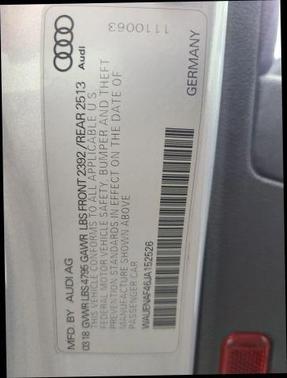 Audi
1110063
MFD. BY AUDI AG
GERMANY
03.18 GVWR LBS 4795 GAWR LBS FRONT 2392 / REAR 2513
THIS VEHICLE CONFORMS TO ALL APPLICABLE U S
FEDERAL MOTOR VEHICLE SAFETY, BUMPER AND THEFT
PREVENTION STANDARDS IN EFFECT ON THE DATE OF
MANUFACTURE SHOWN ABOVE
PASSENGER CAR
WAUENAF46JA152526